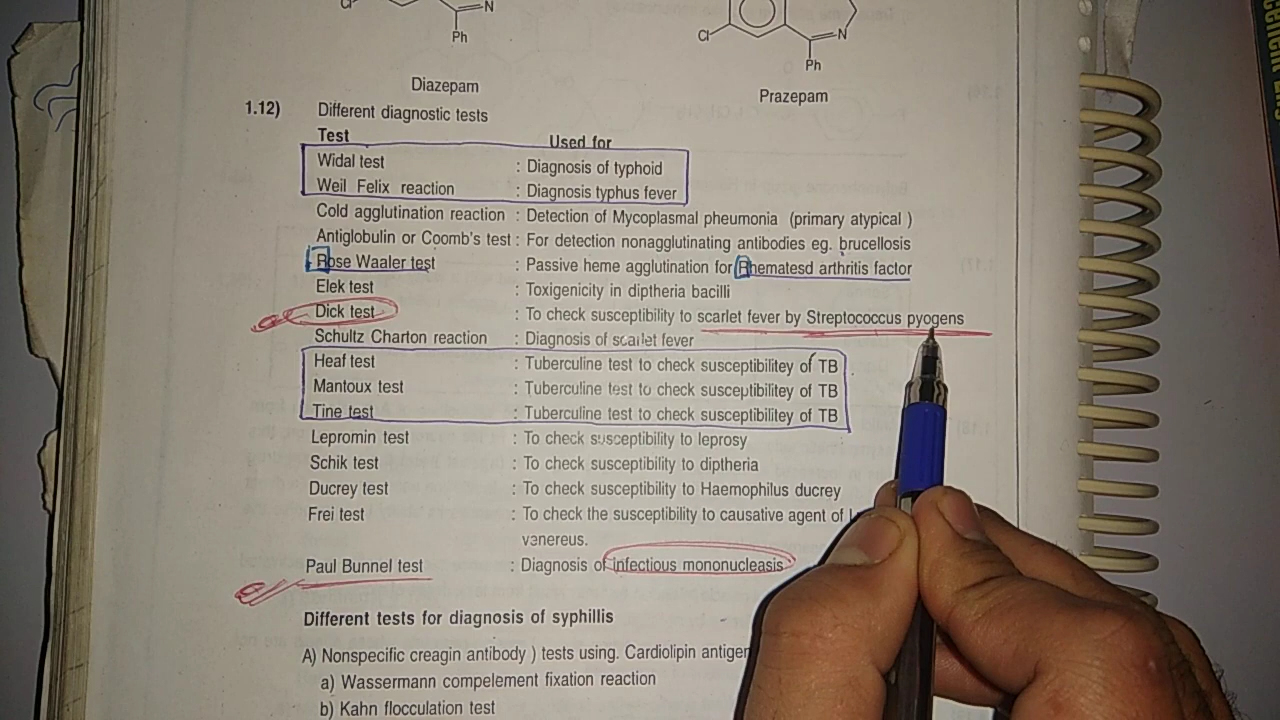 Cl
N
Ph
Diazepam
Cl
N
Ph
Prazepam
1.12) Different diagnostic tests
Test Used for
Widal test : Diagnosis of typhoid
Weil Felix reaction : Diagnosis typhus fever
Cold agglutination reaction : Detection of Mycoplasmal pheumonia (primary atypical )
Antiglobulin or Coomb's test : For detection nonagglutinating antibodies eg. brucellosis
Rose Waaler test : Passive heme agglutination for Rhematesd arthritis factor
Elek test : Toxigenicity in diptheria bacilli
Dick test : To check susceptibility to scarlet fever by Streptococcus pyogens
Schultz Charton reaction : Diagnosis of scarlet fever
Heaf test : Tuberculine test to check susceptibilitey of TB
Mantoux test : Tuberculine test to check susceptibilitey of TB
Tine test : Tuberculine test to check susceptibilitey of TB
Lepromin test : To check susceptibility to leprosy
Schik test : To check susceptibility to diptheria
Ducrey test : To check susceptibility to Haemophilus ducrey
Frei test : To check the susceptibility to causative agent of
venereus.
Paul Bunnel test : Diagnosis of infectious mononucleasis
Different tests for diagnosis of syphillis
A) Nonspecific creagin antibody ) tests using. Cardiolipin antigen
a) Wassermann compelement fixation reaction
b) Kahn flocculation test